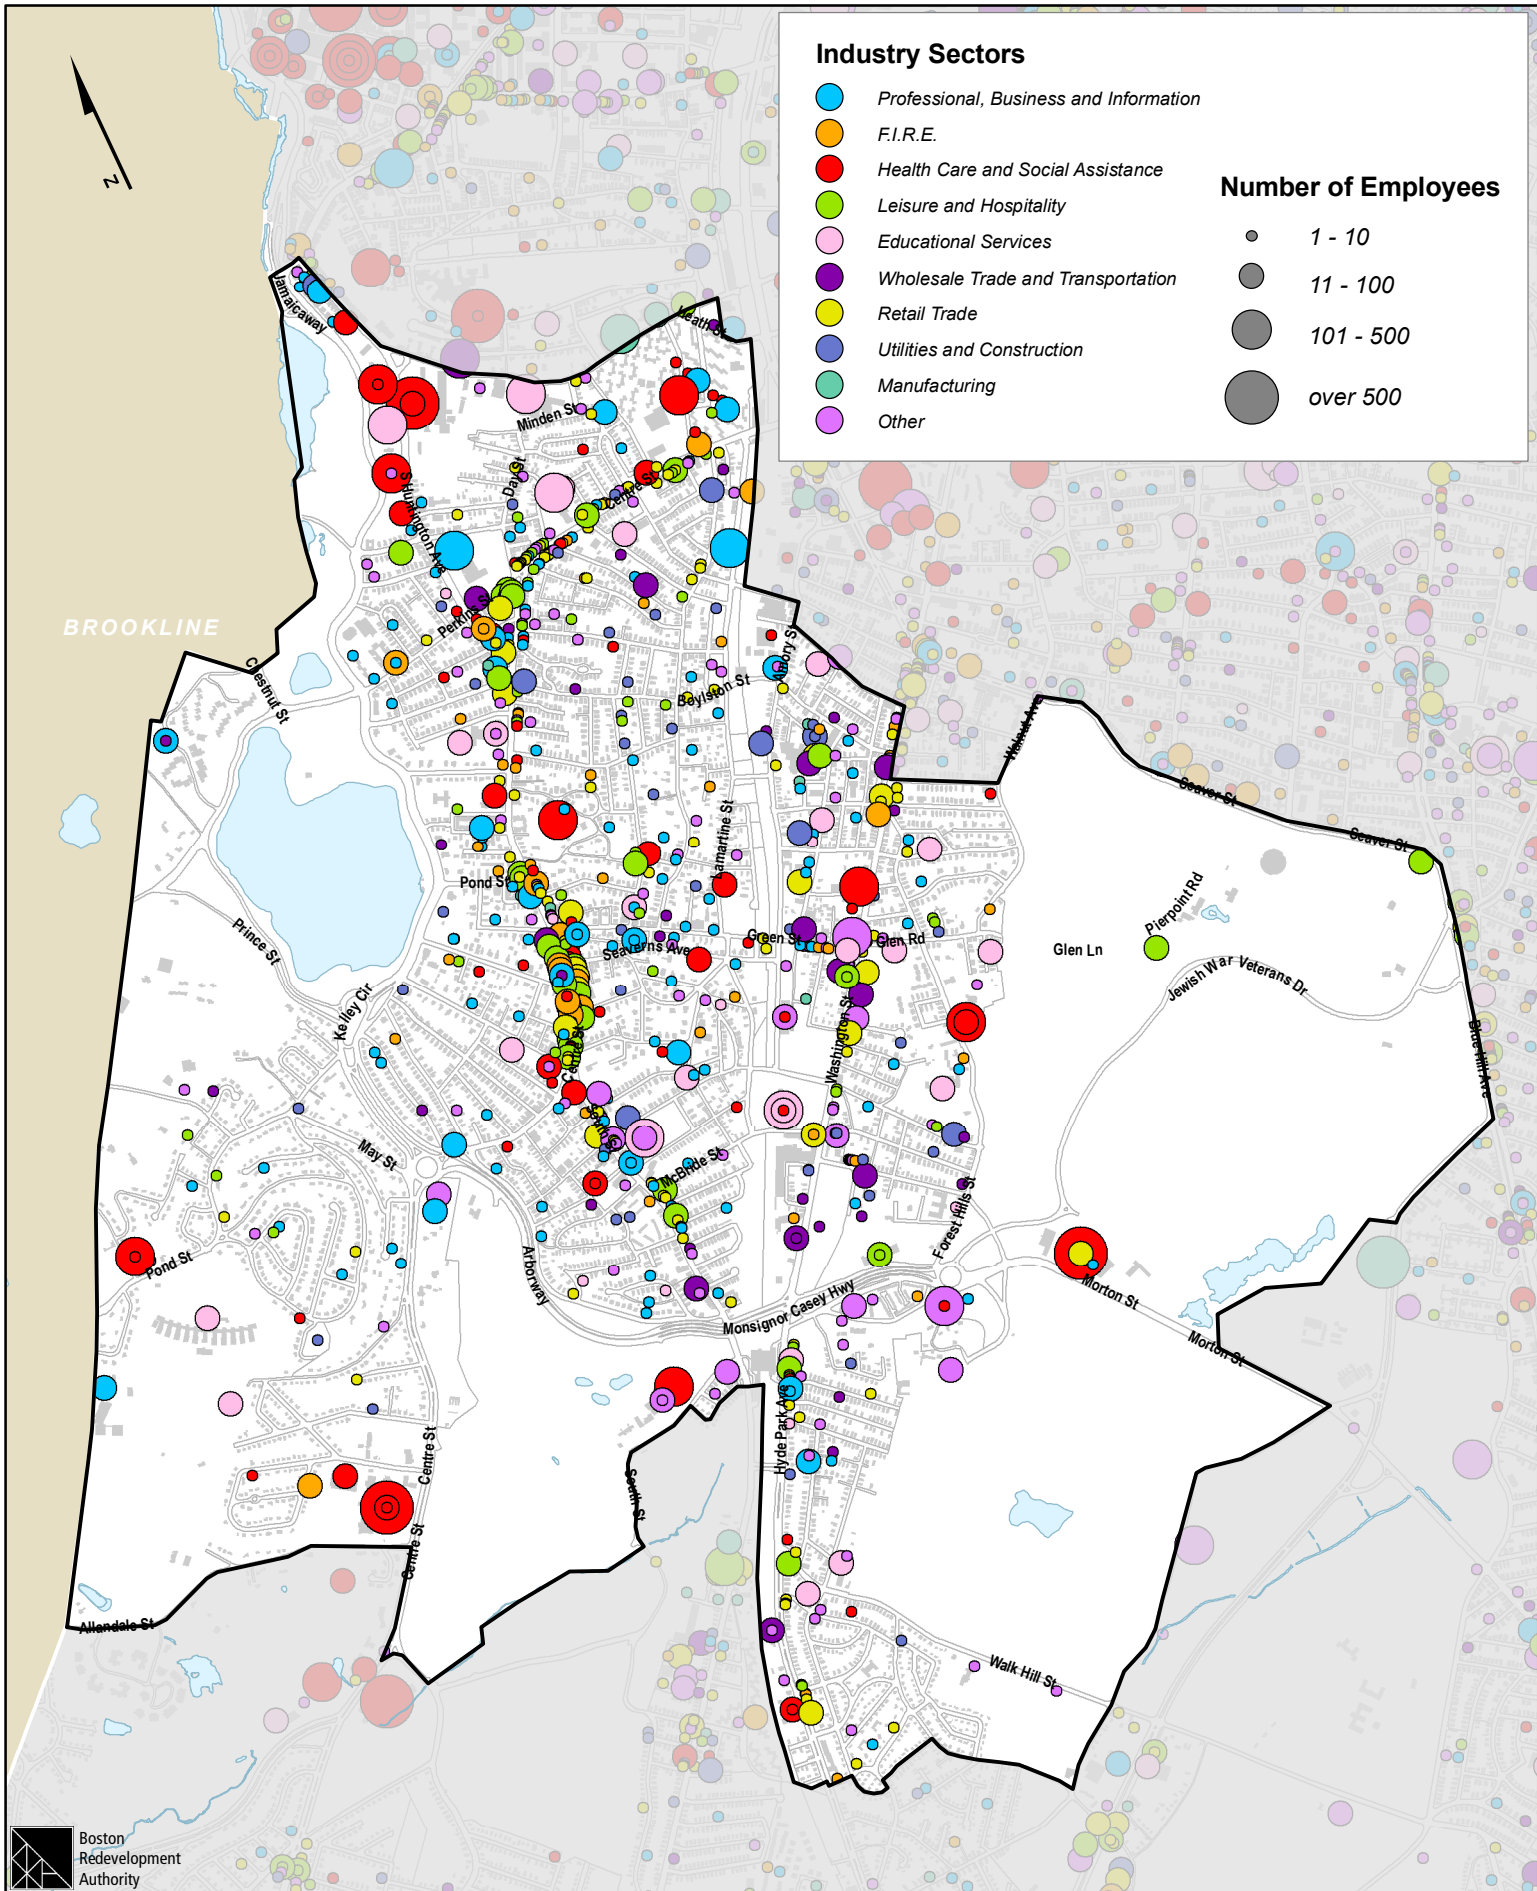 Industry Sectors
Professional, Business and Information
F.I.R.E.
Health Care and Social Assistance
Leisure and Hospitality
Educational Services
Wholesale Trade and Transportation
Retail Trade
Utilities and Construction
Manufacturing
Other
Number of Employees
1 - 10
11 - 100
101 - 500
over 500
N
Jamaicaway
Heath St
Minden St
Day St
Centre St
S Huntington Ave
Perkins St
BROOKLINE
Chestnut St
Amory St
Boylston St
Walnut Ave
Seaver St
Seaver St
Lamartine St
Pond St
Prince St
Seaverns Ave
Green St
Glen Rd
Glen Ln
Pierpoint Rd
Jewish War Veterans Dr
Kelley Cir
Washington St
Centre St
Blue Hill Ave
May St
South St
McBride St
Forest Hills St
Pond St
Arborway
Monsignor Casey Hwy
Morton St
Morton St
Hyde Park Ave
Centre St
South St
Centre St
Allandale St
Walk Hill St
Boston
Redevelopment
Authority